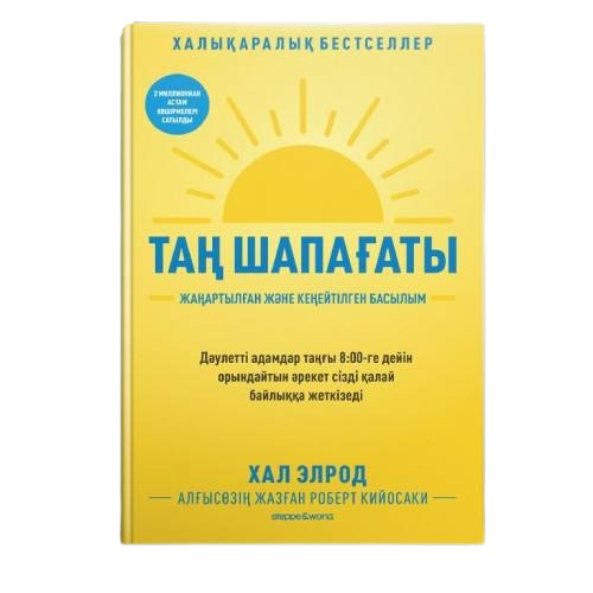 ХАЛЫҚАРАЛЫҚ БЕСТСЕЛЛЕР
2 МИЛЛИОННАН
АСТАМ
КӨШІРМЕЛЕРІ
САТЫЛДЫ
ТАҢ ШАПАҒАТЫ
ЖАҢАРТЫЛҒАН ЖӘНЕ КЕҢЕЙТІЛГЕН БАСЫЛЫМ
Дәулетті адамдар таңғы 8:00-ге дейін
орындайтын әрекет сізді қалай
байлыққа жеткізеді
ХАЛ ЭЛРОД
АЛҒЫСӨЗІН ЖАЗҒАН РОБЕРТ КИЙОСАКИ
steppe&world